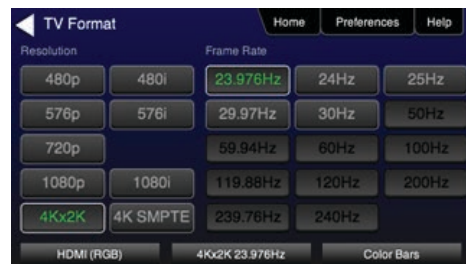 TV Format Home Preferences Help
Resolution Frame Rate
480p 480i 23.976Hz 24Hz 25Hz
576p 576i 29.97Hz 30Hz 50Hz
720p 59.94Hz 60Hz 100Hz
1080p 1080i 119.88Hz 120Hz 200Hz
4Kx2K 4K SMPTE 239.76Hz 240Hz
HDMI (RGB) 4Kx2K 23.976Hz Color Bars